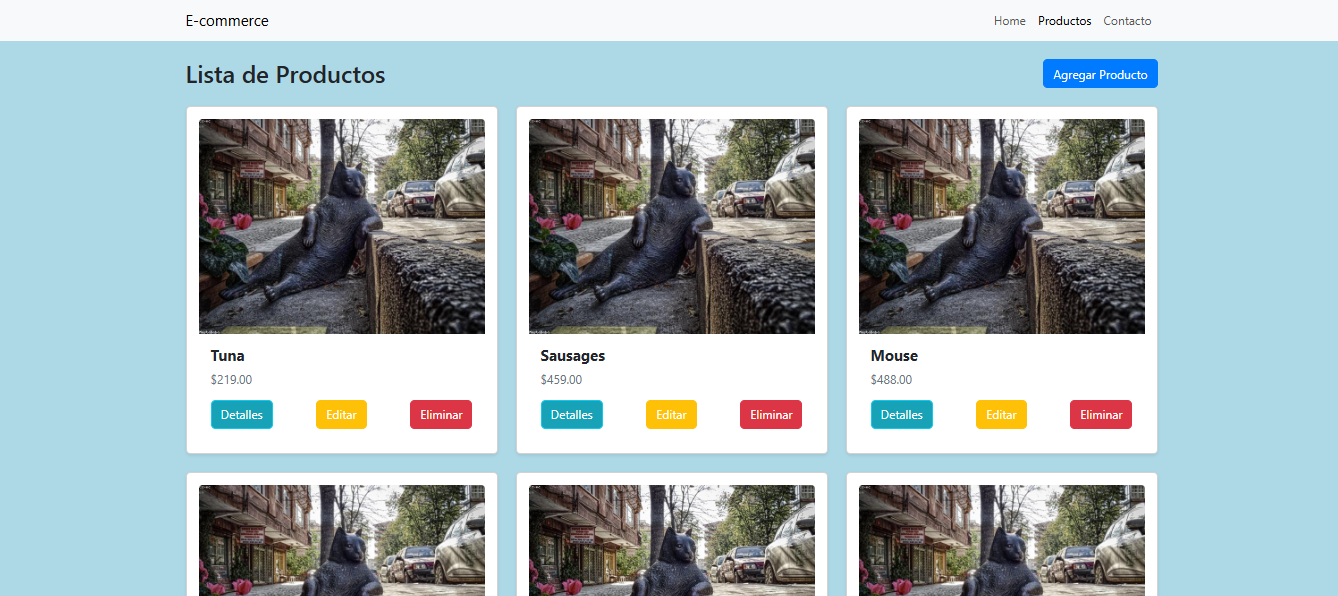 E-commerce
Home Productos Contacto
Lista de Productos
Agregar Producto
Tuna
$219.00
Detalles Editar Eliminar
Sausages
$459.00
Detalles Editar Eliminar
Mouse
$488.00
Detalles Editar Eliminar